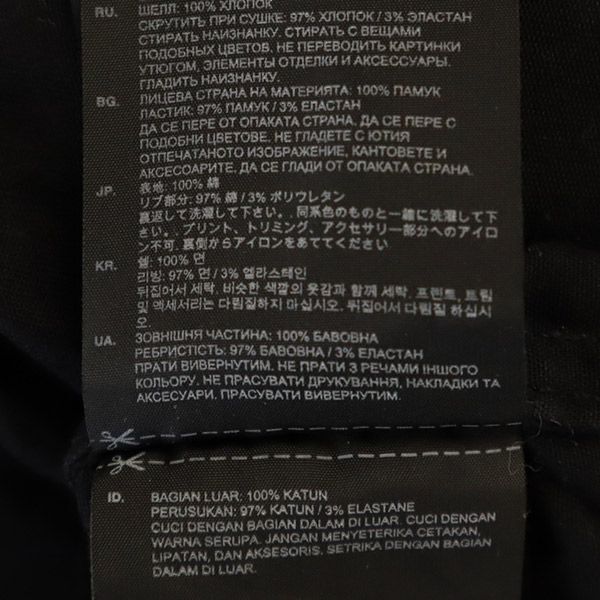 RU. ШЕЛЛ: 100% ХЛОПОК
СКРУТИТЬ ПРИ СУШКЕ: 97% ХЛОПОК / 3% ЭЛАСТАН
СТИРАТЬ НАИЗНАНКУ. СТИРАТЬ С ВЕЩАМИ
ПОДОБНЫХ ЦВЕТОВ. НЕ ПЕРЕВОДИТЬ КАРТИНКИ
УТЮГОМ, ЭЛЕМЕНТЫ ОТДЕЛКИ И АКСЕССУАРЫ.
ГЛАДИТЬ НАИЗНАНКУ.
BG. ЛИЦЕВА СТРАНА НА МАТЕРИЯТА: 100% ПАМУК
ЛАСТИК: 97% ПАМУК / 3% ЕЛАСТАН
ДА СЕ ПЕРЕ ОТ ОПАКАТА СТРАНА. ДА СЕ ПЕРЕ С
ПОДОБНИ ЦВЕТОВЕ. НЕ ГЛАДЕТЕ С ЮТИЯ
ОТПЕЧАТАНОТО ИЗОБРАЖЕНИЕ, КАНТОВЕТЕ И
АКСЕСОАРИТЕ. ДА СЕ ГЛАДИ ОТ ОПАКАТА СТРАНА.
JP. 表地: 100% 綿
リブ部分: 97% 綿 / 3% ポリウレタン
裏返して洗濯して下さい。. 同系色のものと一緒に洗濯して下
さい。. プリント、トリミング、アクセサリー部分へのアイロ
ン不可. 裏側からアイロンをあててください
KR. 쉘: 100% 면
리빙: 97% 면 / 3% 엘라스테인
뒤집어서 다세탁. 비슷한 색깔의 옷감과 함께 세탁. 프린트, 트림
및 액세서리는 다림질하지 마십시오. 뒤집어서 다림질 하십시
오.
UA. ЗОВНІШНЯ ЧАСТИНА: 100% БАВОВНА
РЕБРИСТІСТЬ: 97% БАВОВНА / 3% ЕЛАСТАН
ПРАТИ ВИВЕРНУТИМ. НЕ ПРАТИ З РЕЧАМИ ІНШОГО
КОЛЬОРУ. НЕ ПРАСУВАТИ ДРУКУВАННЯ, НАКЛАДКИ ТА
АКСЕСУАРИ. ПРАСУВАТИ ВИВЕРНУТИМ.
ID. BAGIAN LUAR: 100% KATUN
PERUSUKAN: 97% KATUN / 3% ELASTANE
CUCI DENGAN BAGIAN DALAM DI LUAR. CUCI DENGAN
WARNA SERUPA. JANGAN MENYETERIKA CETAKAN,
LIPATAN, DAN AKSESORIS. SETRIKA DENGAN BAGIAN
DALAM DI LUAR.